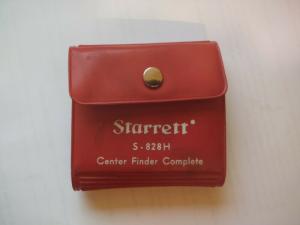 Starrett®
S-828H
Center Finder Complete